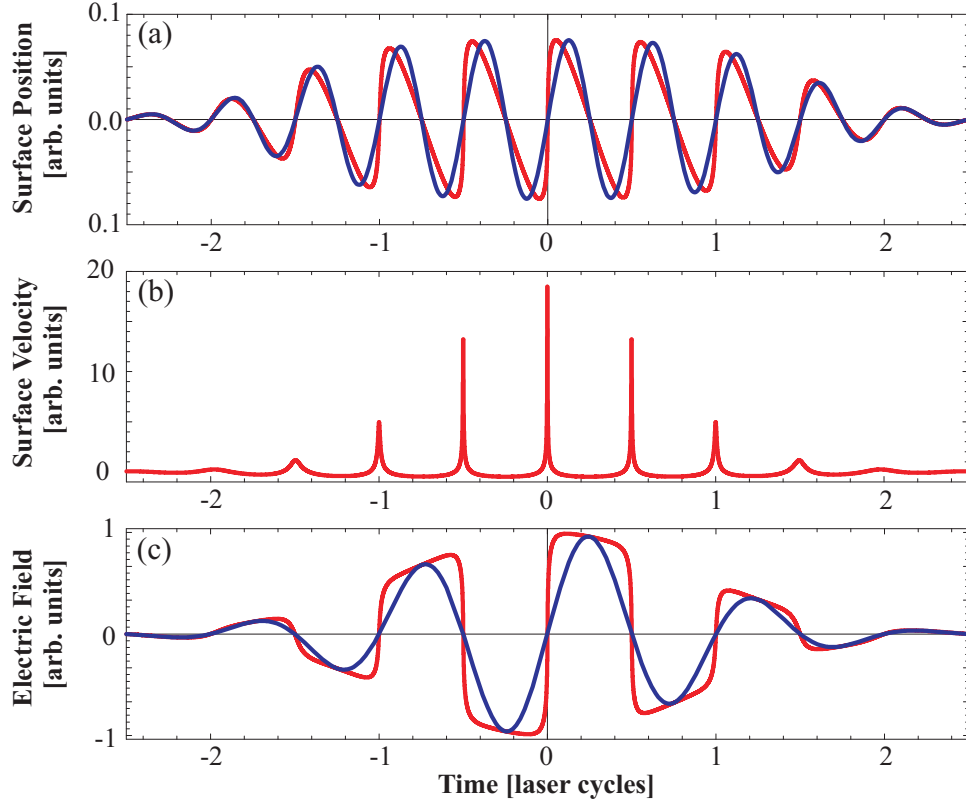 (a)
Surface Position
[arb. units]
0.1
0.0
0.1
-2
-1
0
1
2
(b)
Surface Velocity
[arb. units]
20
10
0
-2
-1
0
1
2
(c)
Electric Field
[arb. units]
1
0
-1
-2
-1
0
1
2
Time [laser cycles]